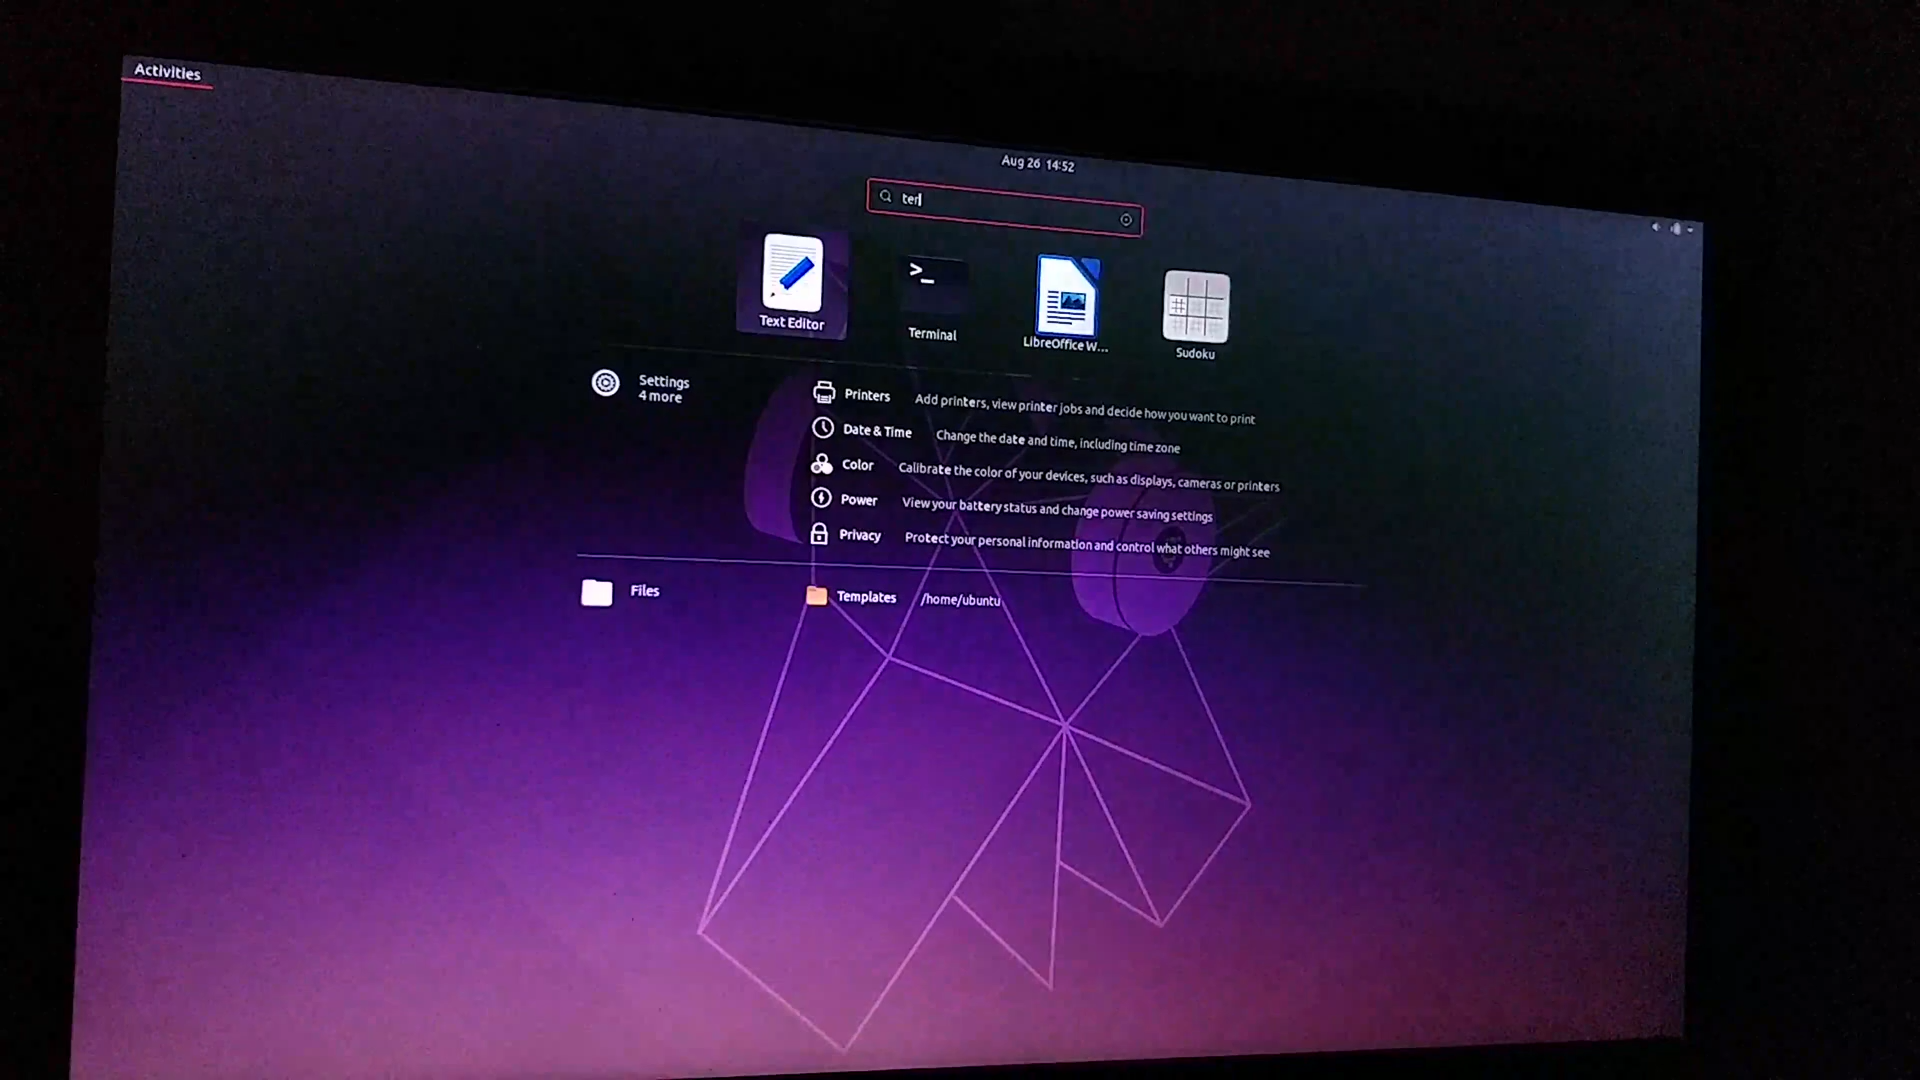 Activities
Aug 26 14:52
ter
Text Editor
Terminal
LibreOffice W...
Sudoku
Settings
4 more
Printers Add printers, view printer jobs and decide how you want to print
Date & Time Change the date and time, including time zone
Color Calibrate the color of your devices, such as displays, cameras or printers
Power View your battery status and change power saving settings
Privacy Protect your personal information and control what others might see
Files
Templates /home/ubuntu